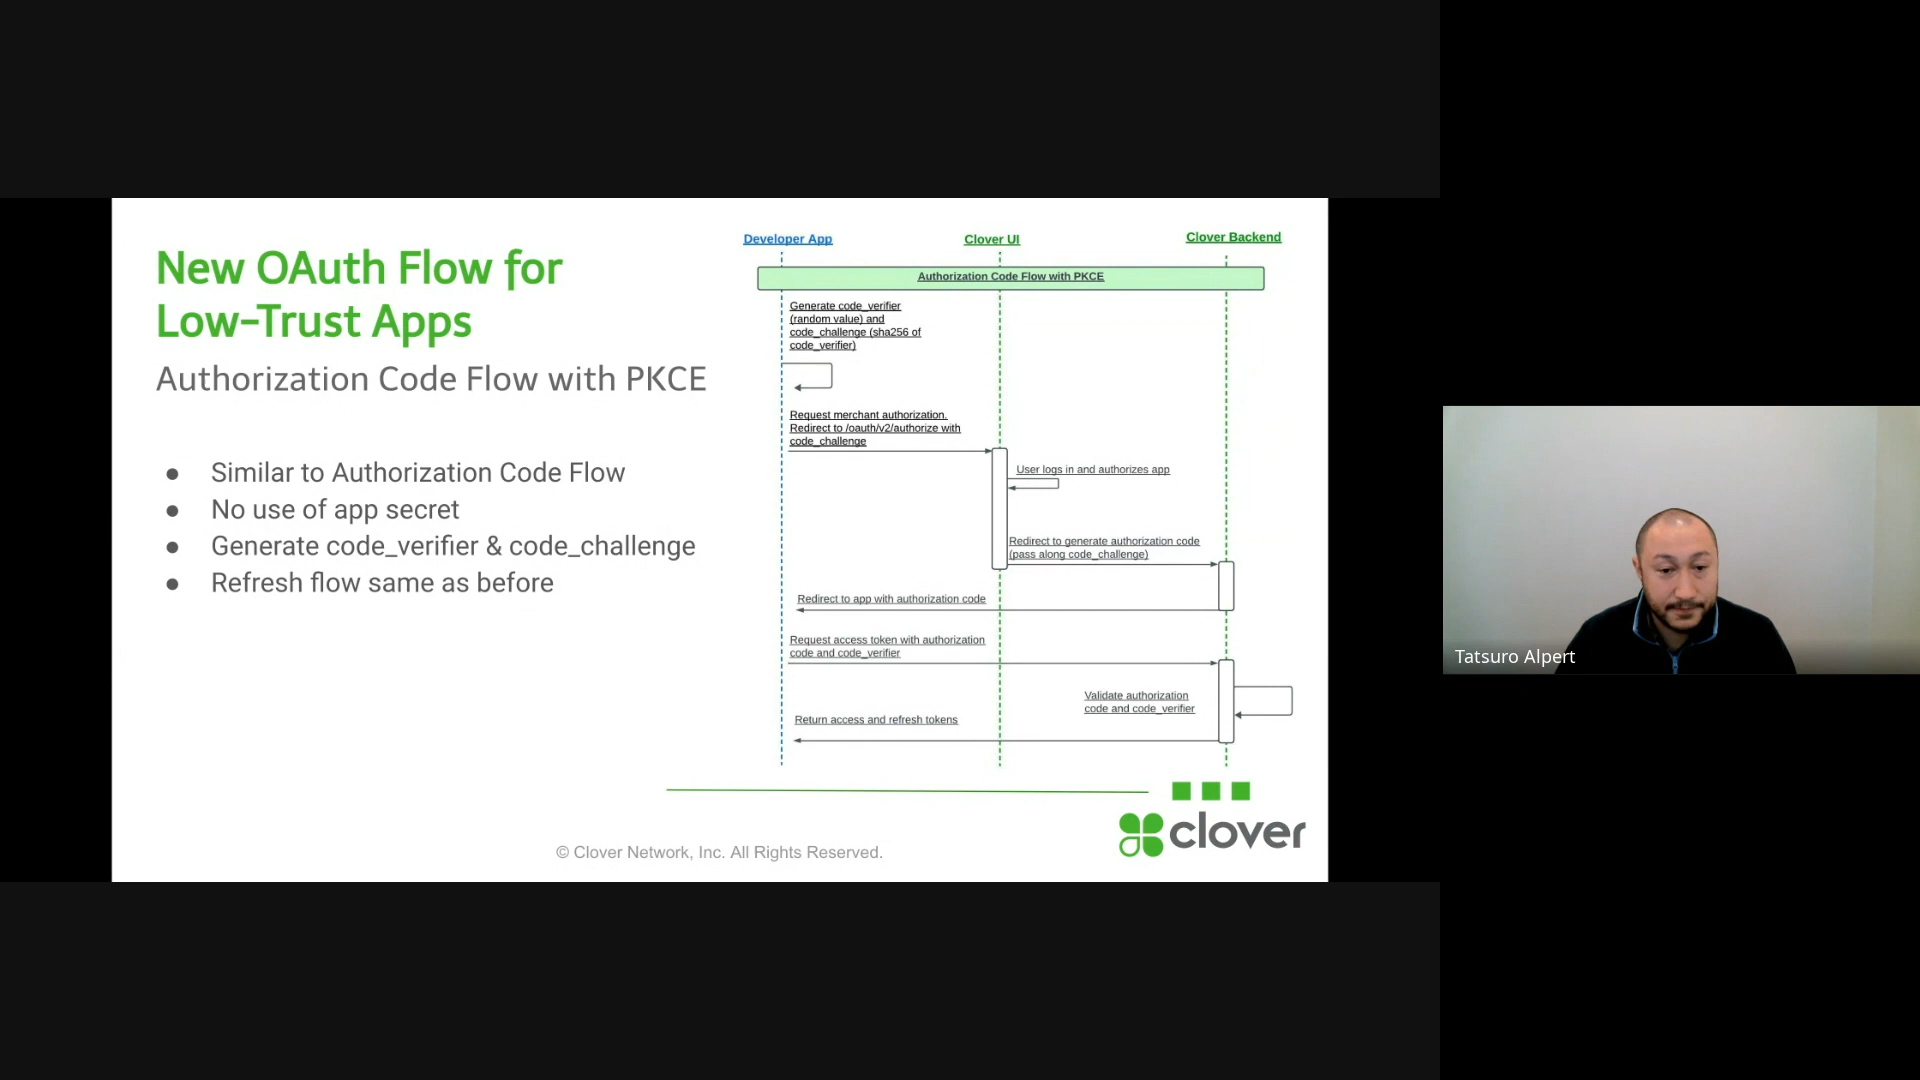 New OAuth Flow for
Low-Trust Apps
Authorization Code Flow with PKCE
● Similar to Authorization Code Flow
● No use of app secret
● Generate code_verifier & code_challenge
● Refresh flow same as before
Developer App
Clover UI
Clover Backend
Authorization Code Flow with PKCE
Generate code_verifier
(random value) and
code_challenge (sha256 of
code_verifier)
Request merchant authorization.
Redirect to /oauth/v2/authorize with
code_challenge
User logs in and authorizes app
Redirect to generate authorization code
(pass along code_challenge)
Redirect to app with authorization code
Request access token with authorization
code and code_verifier
Validate authorization
code and code_verifier
Return access and refresh tokens
clover
© Clover Network, Inc. All Rights Reserved.
Tatsuro Alpert